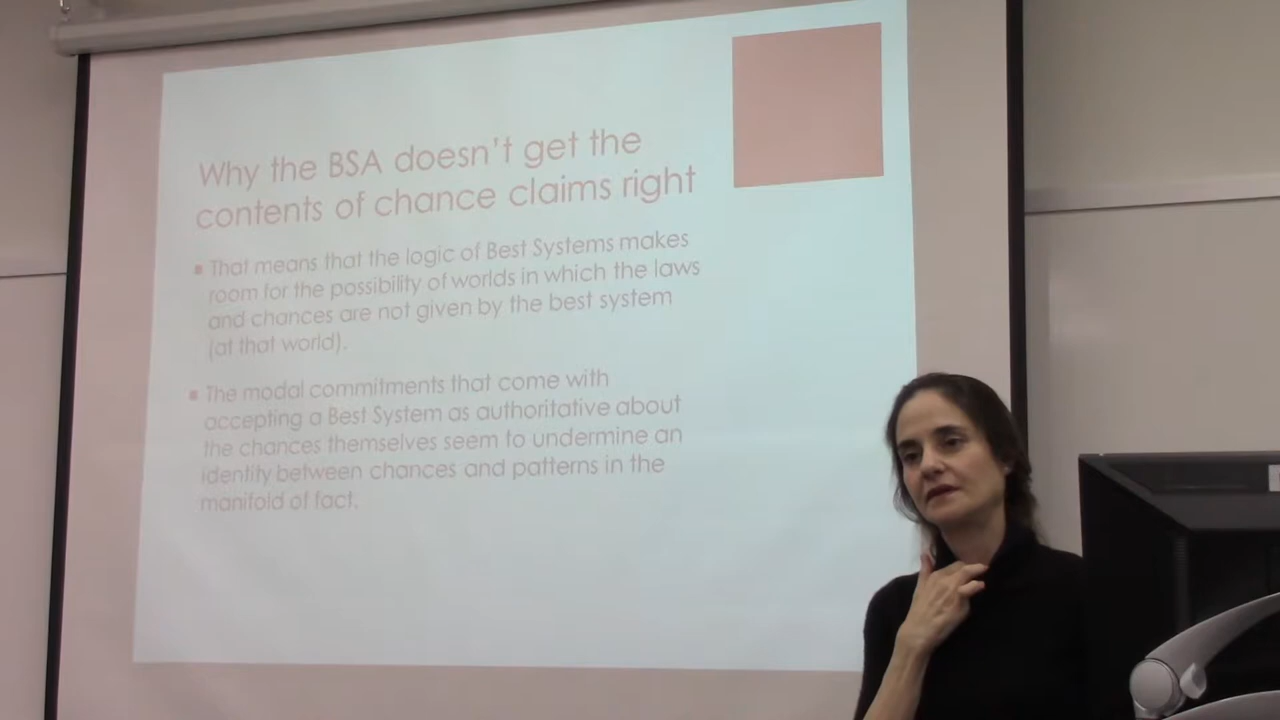 Why the BSA doesn't get the
contents of chance claims right
That means that the logic of Best Systems makes
room for the possibility of worlds in which the laws
and chances are not given by the best system
(at that world).
The modal commitments that come with
accepting a Best System as authoritative about
the chances themselves seem to undermine an
identity between chances and patterns in the
manifold of fact.